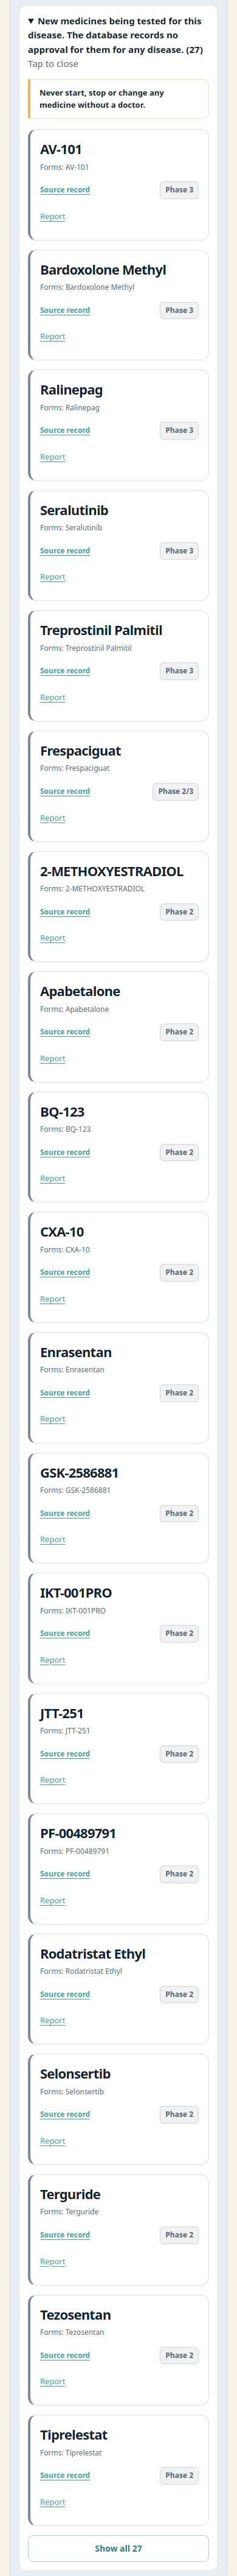 ▼ New medicines being tested for this
disease. The database records no
approval for them for any disease. (27)
Tap to close
Never start, stop or change any
medicine without a doctor.
AV-101
Forms: AV-101
Source record
Phase 3
Report
Bardoxolone Methyl
Forms: Bardoxolone Methyl
Source record
Phase 3
Report
Ralinepag
Forms: Ralinepag
Source record
Phase 3
Report
Seralutinib
Forms: Seralutinib
Source record
Phase 3
Report
Treprostinil Palmitil
Forms: Treprostinil Palmitil
Source record
Phase 3
Report
Frespaciguat
Forms: Frespaciguat
Source record
Phase 2/3
Report
2-METHOXYESTRADIOL
Forms: 2-METHOXYESTRADIOL
Source record
Phase 2
Report
Apabetalone
Forms: Apabetalone
Source record
Phase 2
Report
BQ-123
Forms: BQ-123
Source record
Phase 2
Report
CXA-10
Forms: CXA-10
Source record
Phase 2
Report
Enrasentan
Forms: Enrasentan
Source record
Phase 2
Report
GSK-2586881
Forms: GSK-2586881
Source record
Phase 2
Report
IKT-001PRO
Forms: IKT-001PRO
Source record
Phase 2
Report
JTT-251
Forms: JTT-251
Source record
Phase 2
Report
PF-00489791
Forms: PF-00489791
Source record
Phase 2
Report
Rodatristat Ethyl
Forms: Rodatristat Ethyl
Source record
Phase 2
Report
Selonsertib
Forms: Selonsertib
Source record
Phase 2
Report
Terguride
Forms: Terguride
Source record
Phase 2
Report
Tezosentan
Forms: Tezosentan
Source record
Phase 2
Report
Tiprelestat
Forms: Tiprelestat
Source record
Phase 2
Report
Show all 27